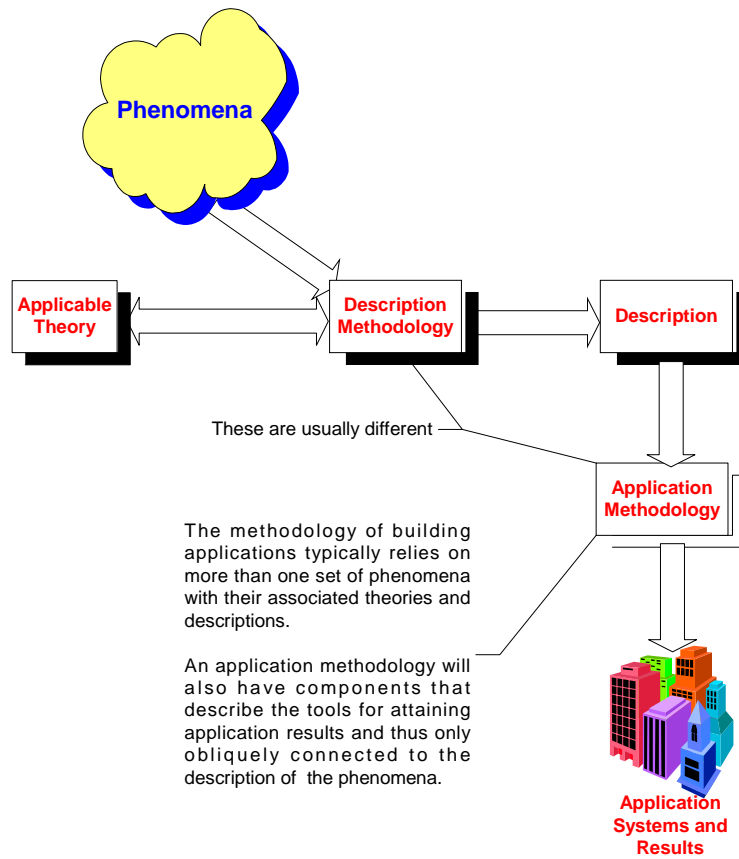 Phenomena
Applicable
Theory
Description
Methodology
Description
These are usually different
Application
Methodology
The methodology of building
applications typically relies on
more than one set of phenomena
with their associated theories and
descriptions.
An application methodology will
also have components that
describe the tools for attaining
application results and thus only
obliquely connected to the
description of the phenomena.
Application
Systems and
Results